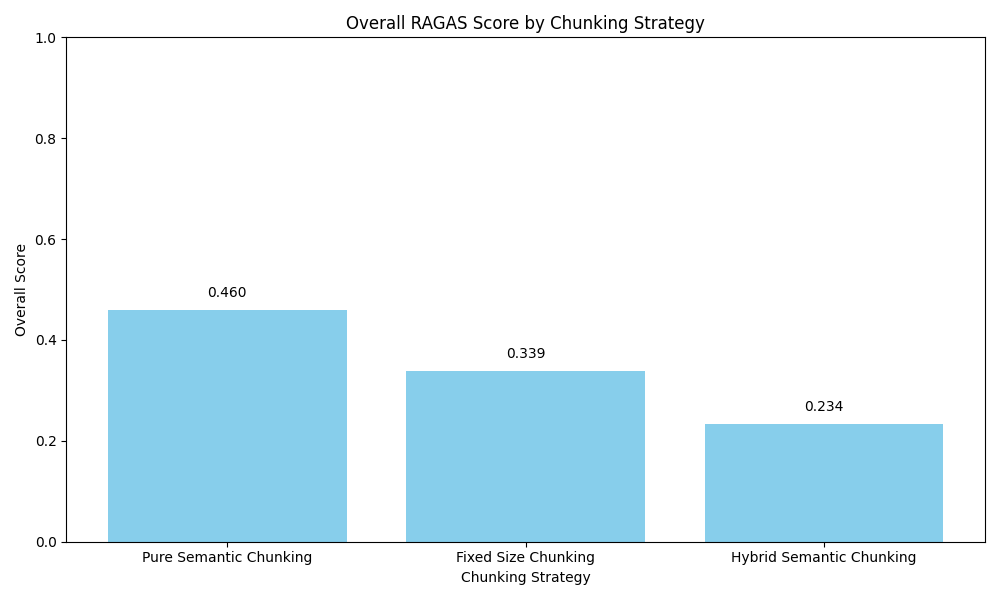 Overall RAGAS Score by Chunking Strategy
1.0
0.8
0.6
0.4
0.2
0.0
Overall Score
0.460
0.339
0.234
Pure Semantic Chunking
Fixed Size Chunking
Hybrid Semantic Chunking
Chunking Strategy